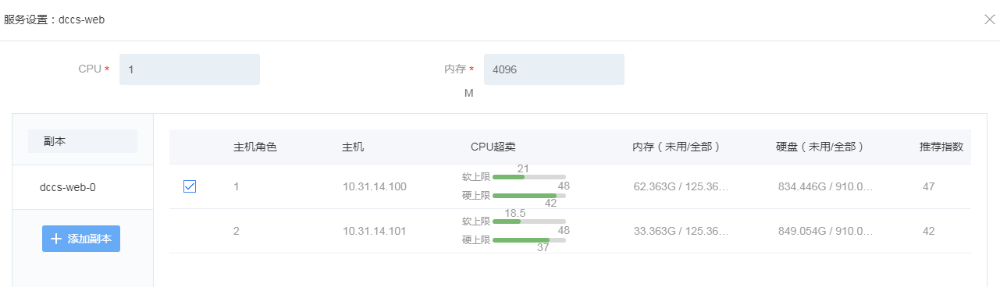 服务设置：dccs-web
CPU * 1 内存 * 4096
M
副本
主机角色 主机 CPU超卖 内存（未用/全部） 硬盘（未用/全部） 推荐指数
dccs-web-0
添加副本
1 10.31.14.100 软上限 21 48 硬上限 42 62.363G / 125.36... 834.446G / 910.0... 47
2 10.31.14.101 软上限 18.5 48 硬上限 37 33.363G / 125.36... 849.054G / 910.0... 42